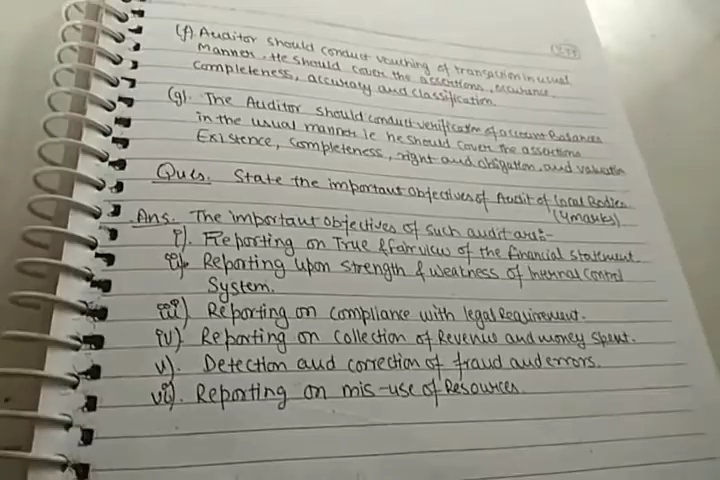 (f). Auditor should conduct vouching of transaction in usual
Manner. He should cover the assertions, occurance
completeness, accuracy and classification.
(g). The Auditor should conduct verification of account Balances
in the usual manner ie he should cover the assertions
Existence, completeness, right and obligation, and valuation
Ques. State the important objectives of Audit of Local Bodies
(4 marks)
Ans. The important objectives of such audit are:-
i). Reporting on True & fair view of the financial statement
ii). Reporting upon strength & weakness of Internal Control
System.
iii) Reporting on compliance with legal Requirement.
iv). Reporting on Collection of Revenue and money spent.
v). Detection and correction of fraud and errors.
vi). Reporting on mis-use of Resources.